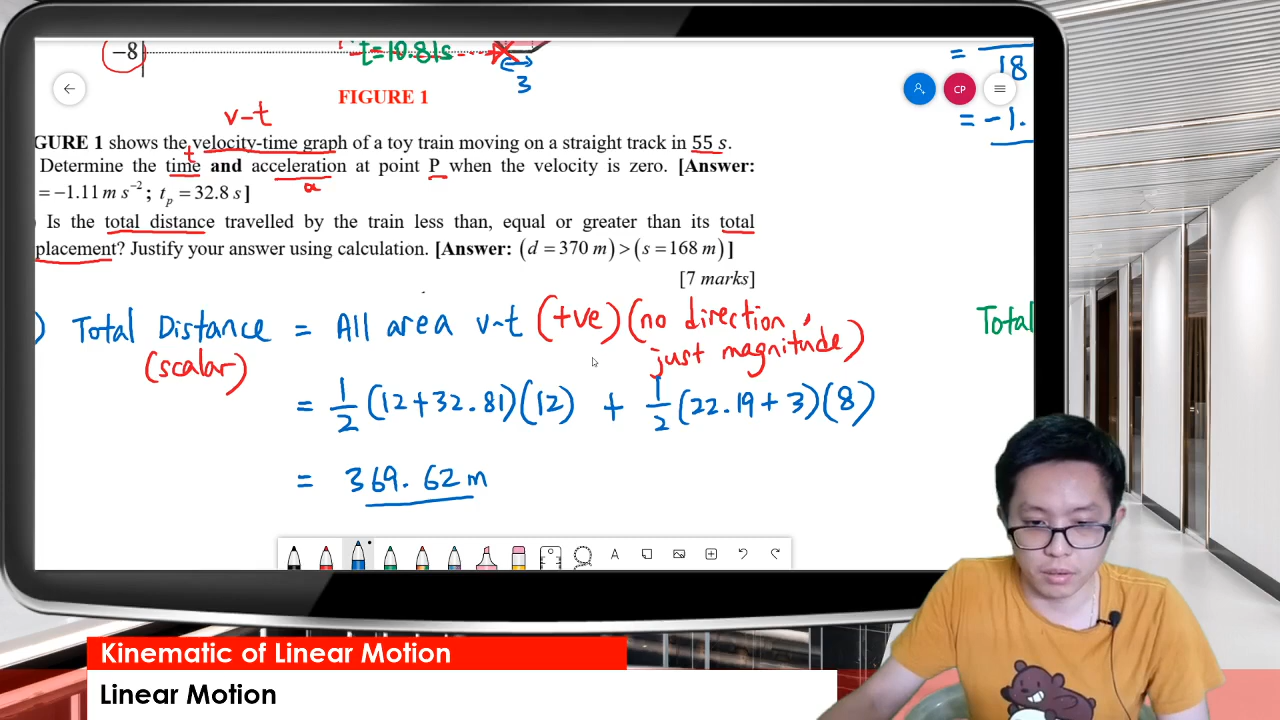 -8
t=10.81s
3
=
18
= -1.
FIGURE 1
v-t
CP
GURE 1 shows the velocity-time graph of a toy train moving on a straight track in 55 s.
t
Determine the time and acceleration at point P when the velocity is zero. [Answer:
a
= −1.11 m s⁻² ; tₚ = 32.8 s ]
Is the total distance travelled by the train less than, equal or greater than its total
placement? Justify your answer using calculation. [Answer: (d = 370 m) > (s = 168 m) ]
[7 marks]
) Total Distance = All area v-t (+ve) (no direction, just magnitude)
(scalar)
= 1/2 (12+32.81)(12) + 1/2 (22.19+3)(8)
= 369.62 m
Total
A
Kinematic of Linear Motion
Linear Motion